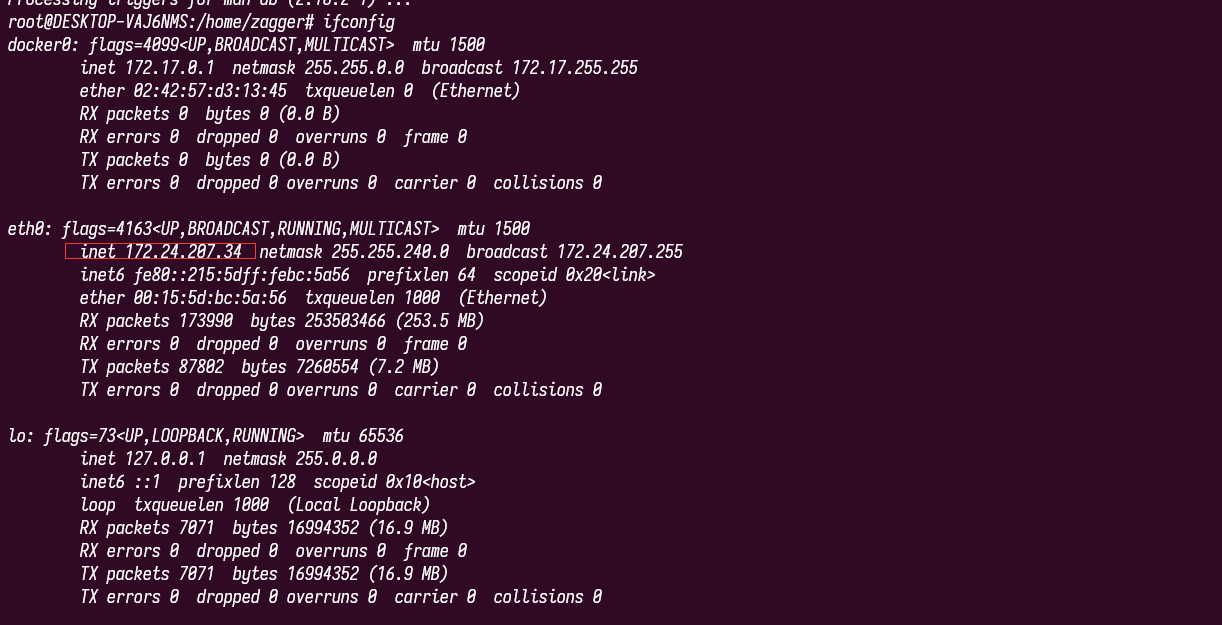 Processing triggers for man-db (2.10.2-1) ...
root@DESKTOP-VAJ6NMS:/home/zagger# ifconfig
docker0: flags=4099<UP,BROADCAST,MULTICAST>  mtu 1500
        inet 172.17.0.1  netmask 255.255.0.0  broadcast 172.17.255.255
        ether 02:42:57:d3:13:45  txqueuelen 0  (Ethernet)
        RX packets 0  bytes 0 (0.0 B)
        RX errors 0  dropped 0  overruns 0  frame 0
        TX packets 0  bytes 0 (0.0 B)
        TX errors 0  dropped 0 overruns 0  carrier 0  collisions 0

eth0: flags=4163<UP,BROADCAST,RUNNING,MULTICAST>  mtu 1500
        inet 172.24.207.34  netmask 255.255.240.0  broadcast 172.24.207.255
        inet6 fe80::215:5dff:febc:5a56  prefixlen 64  scopeid 0x20<link>
        ether 00:15:5d:bc:5a:56  txqueuelen 1000  (Ethernet)
        RX packets 173990  bytes 253503466 (253.5 MB)
        RX errors 0  dropped 0  overruns 0  frame 0
        TX packets 87802  bytes 7260554 (7.2 MB)
        TX errors 0  dropped 0 overruns 0  carrier 0  collisions 0

lo: flags=73<UP,LOOPBACK,RUNNING>  mtu 65536
        inet 127.0.0.1  netmask 255.0.0.0
        inet6 ::1  prefixlen 128  scopeid 0x10<host>
        loop  txqueuelen 1000  (Local Loopback)
        RX packets 7071  bytes 16994352 (16.9 MB)
        RX errors 0  dropped 0  overruns 0  frame 0
        TX packets 7071  bytes 16994352 (16.9 MB)
        TX errors 0  dropped 0 overruns 0  carrier 0  collisions 0